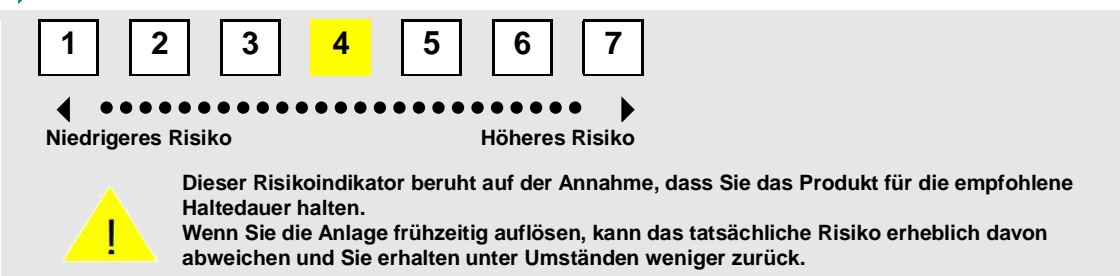 1 2 3 4 5 6 7
Niedrigeres Risiko Höheres Risiko
Dieser Risikoindikator beruht auf der Annahme, dass Sie das Produkt für die empfohlene
Haltedauer halten.
Wenn Sie die Anlage frühzeitig auflösen, kann das tatsächliche Risiko erheblich davon
abweichen und Sie erhalten unter Umständen weniger zurück.
!